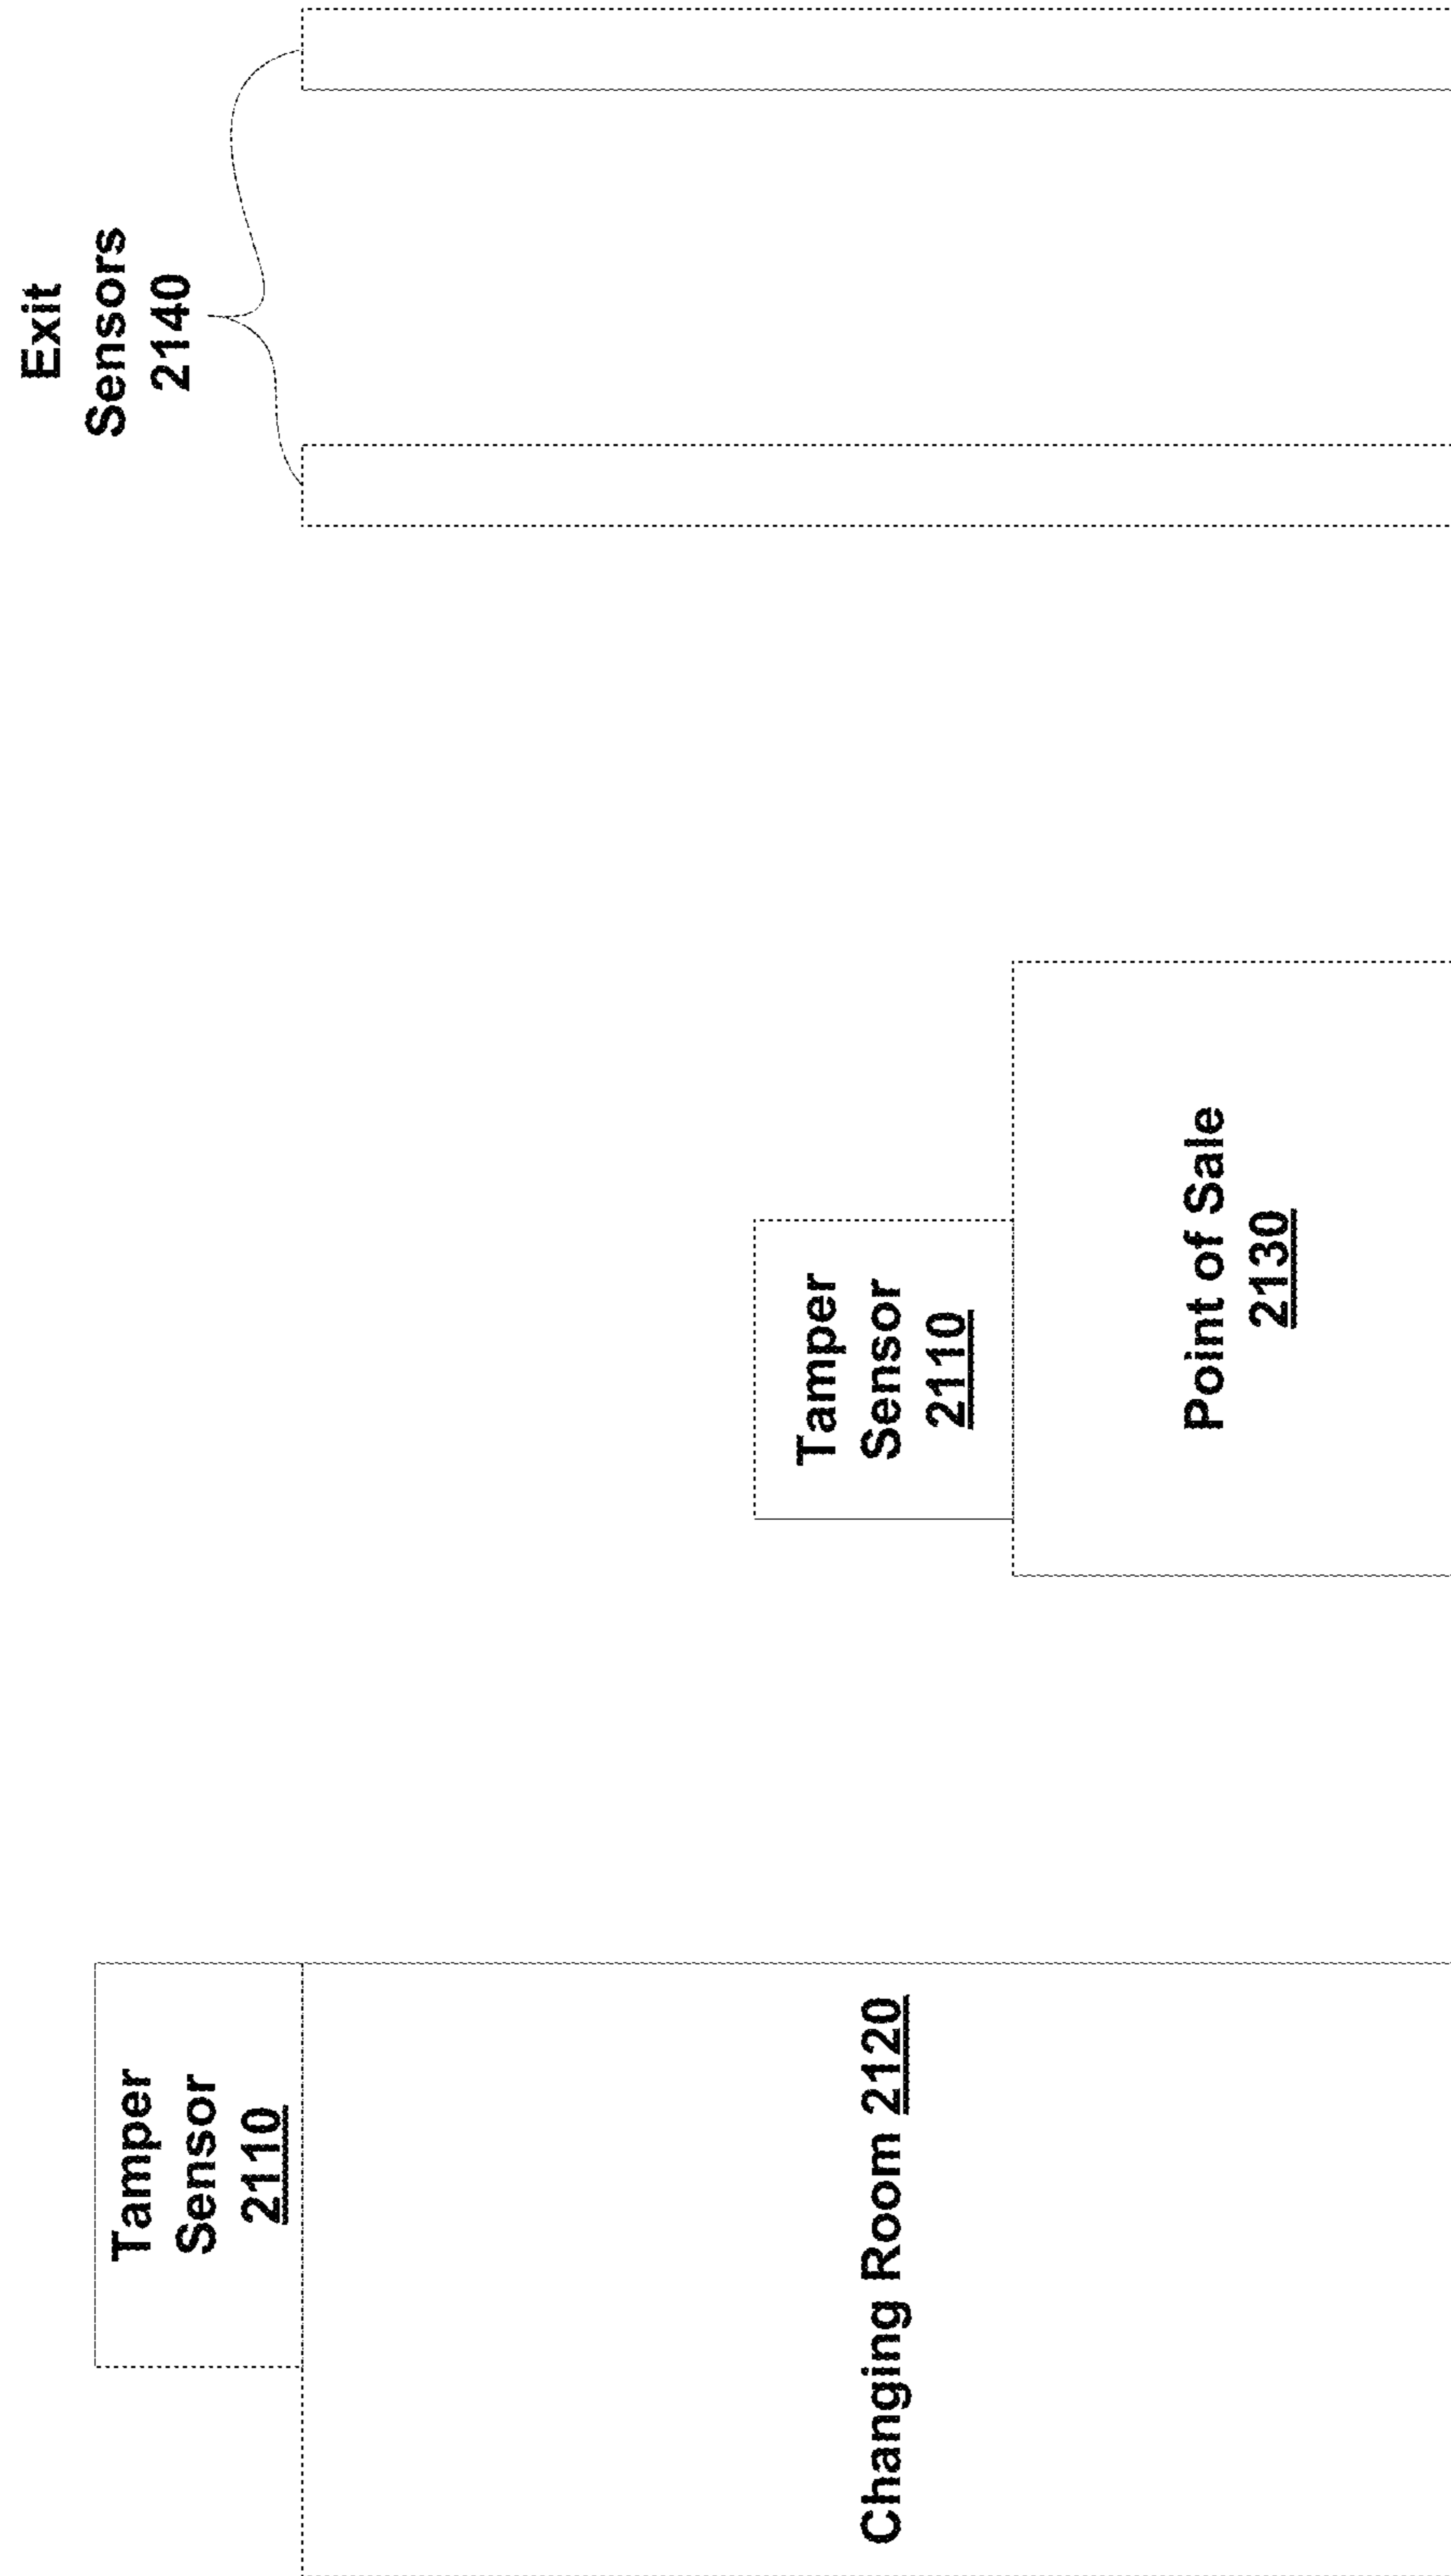 Tamper
Sensor
2110
Changing Room 2120
Tamper
Sensor
2110
Point of Sale
2130
Exit
Sensors
2140